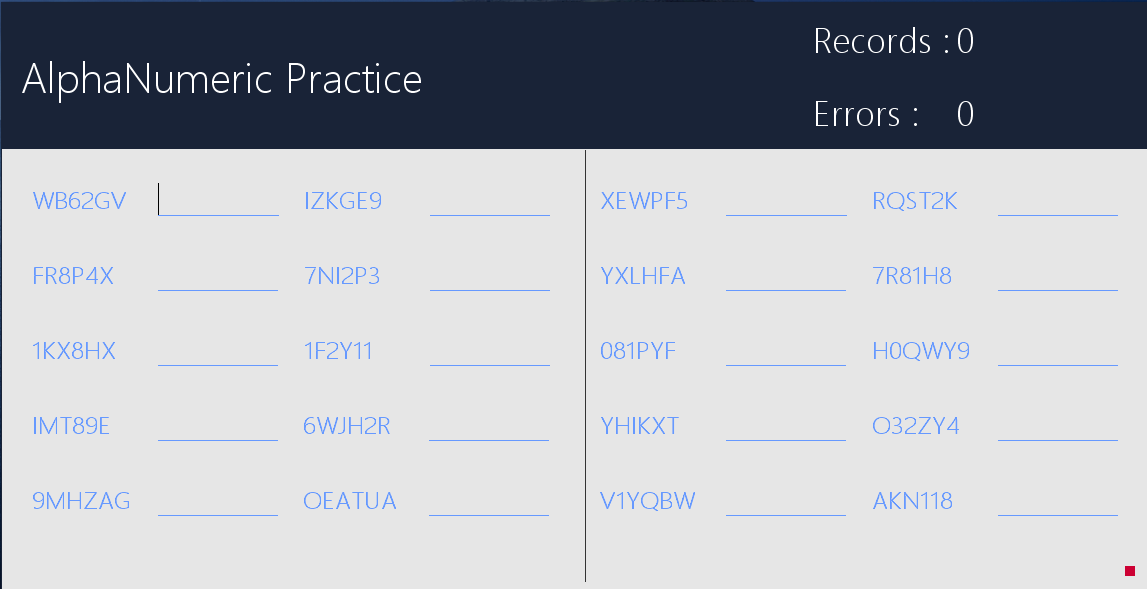 AlphaNumeric Practice
Records : 0
Errors : 0
WB62GV IZKGE9 XEWPF5 RQST2K
FR8P4X 7NI2P3 YXLHFA 7R81H8
1KX8HX 1F2Y11 081PYF H0QWY9
IMT89E 6WJH2R YHIKXT O32ZY4
9MHZAG OEATUA V1YQBW AKN118